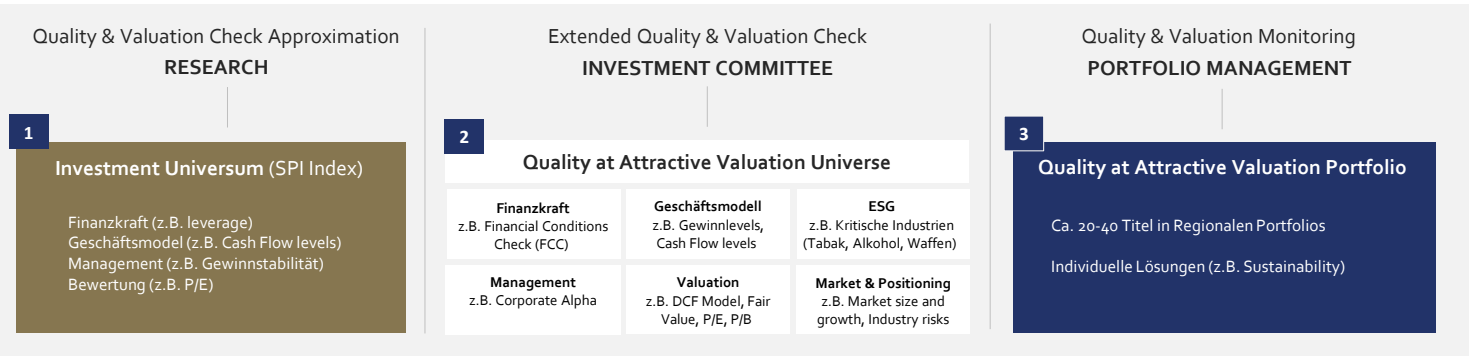 Quality & Valuation Check Approximation
RESEARCH
1
Investment Universum (SPI Index)
Finanzkraft (z.B. leverage)
Geschäftsmodel (z.B. Cash Flow levels)
Management (z.B. Gewinnstabilität)
Bewertung (z.B. P/E)
Extended Quality & Valuation Check
INVESTMENT COMMITTEE
2
Quality at Attractive Valuation Universe
Finanzkraft
z.B. Financial Conditions
Check (FCC)
Geschäftsmodell
z.B. Gewinnlevels,
Cash Flow levels
ESG
z.B. Kritische Industrien
(Tabak, Alkohol, Waffen)
Management
z.B. Corporate Alpha
Valuation
z.B. DCF Model, Fair
Value, P/E, P/B
Market & Positioning
z.B. Market size and
growth, Industry risks
Quality & Valuation Monitoring
PORTFOLIO MANAGEMENT
3
Quality at Attractive Valuation Portfolio
Ca. 20-40 Titel in Regionalen Portfolios
Individuelle Lösungen (z.B. Sustainability)